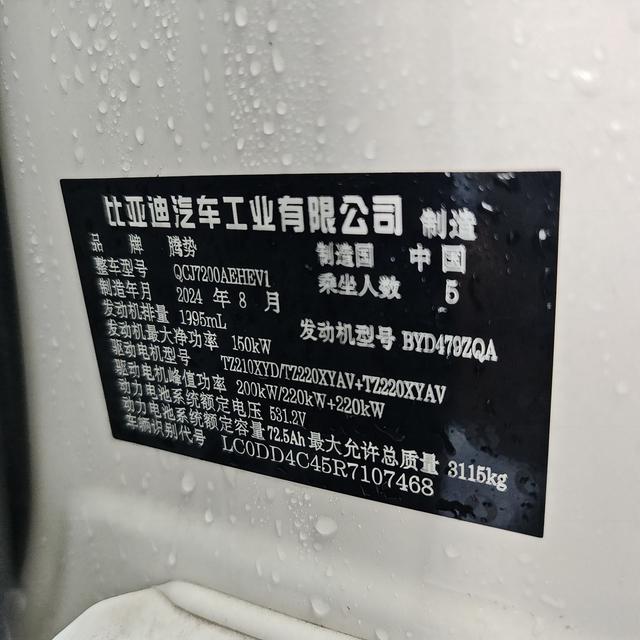 比亚迪汽车工业有限公司 制造
品 牌 腾势 制造国 中国
整车型号 QCJ7200AEHEV1 乘坐人数 5
制造年月 2024 年 8 月
发动机排量 1995mL 发动机型号 BYD479ZQA
发动机最大净功率 150kW
驱动电机型号 TZ210XYD/TZ220XYAV+TZ220XYAV
驱动电机峰值功率 200kW/220kW+220kW
动力电池系统额定电压 531.2V
动力电池系统额定容量 72.5Ah 最大允许总质量 3115kg
车辆识别代号 LC0DD4C45R7107468